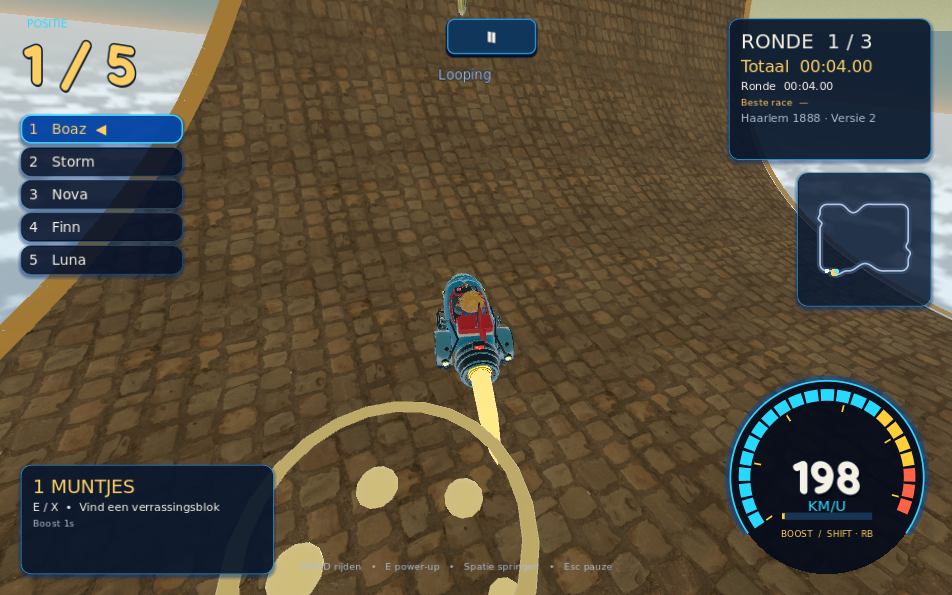 POSITIE
1/5
1 Boaz
2 Storm
3 Nova
4 Finn
5 Luna
Looping
RONDE 1 / 3
Totaal 00:04.00
Ronde 00:04.00
Beste race —
Haarlem 1888 · Versie 2
1 MUNTJES
E / X • Vind een verrassingsblok
Boost 1s
198
KM/U
BOOST / SHIFT · RB
D rijden • E power-up • Spatie • Esc pauze